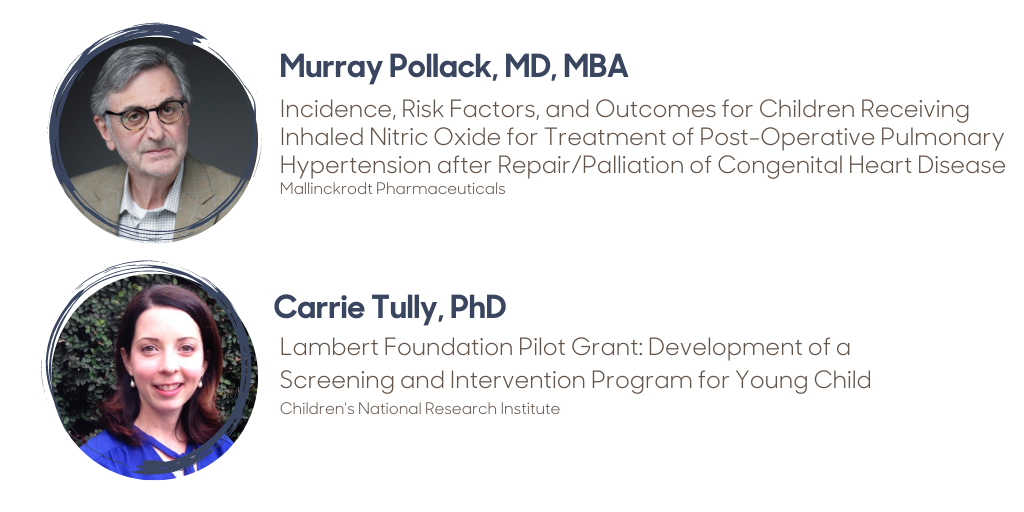 Murray Pollack, MD, MBA
Incidence, Risk Factors, and Outcomes for Children Receiving
Inhaled Nitric Oxide for Treatment of Post-Operative Pulmonary
Hypertension after Repair/Palliation of Congenital Heart Disease
Mallinckrodt Pharmaceuticals
Carrie Tully, PhD
Lambert Foundation Pilot Grant: Development of a
Screening and Intervention Program for Young Child
Children's National Research Institute